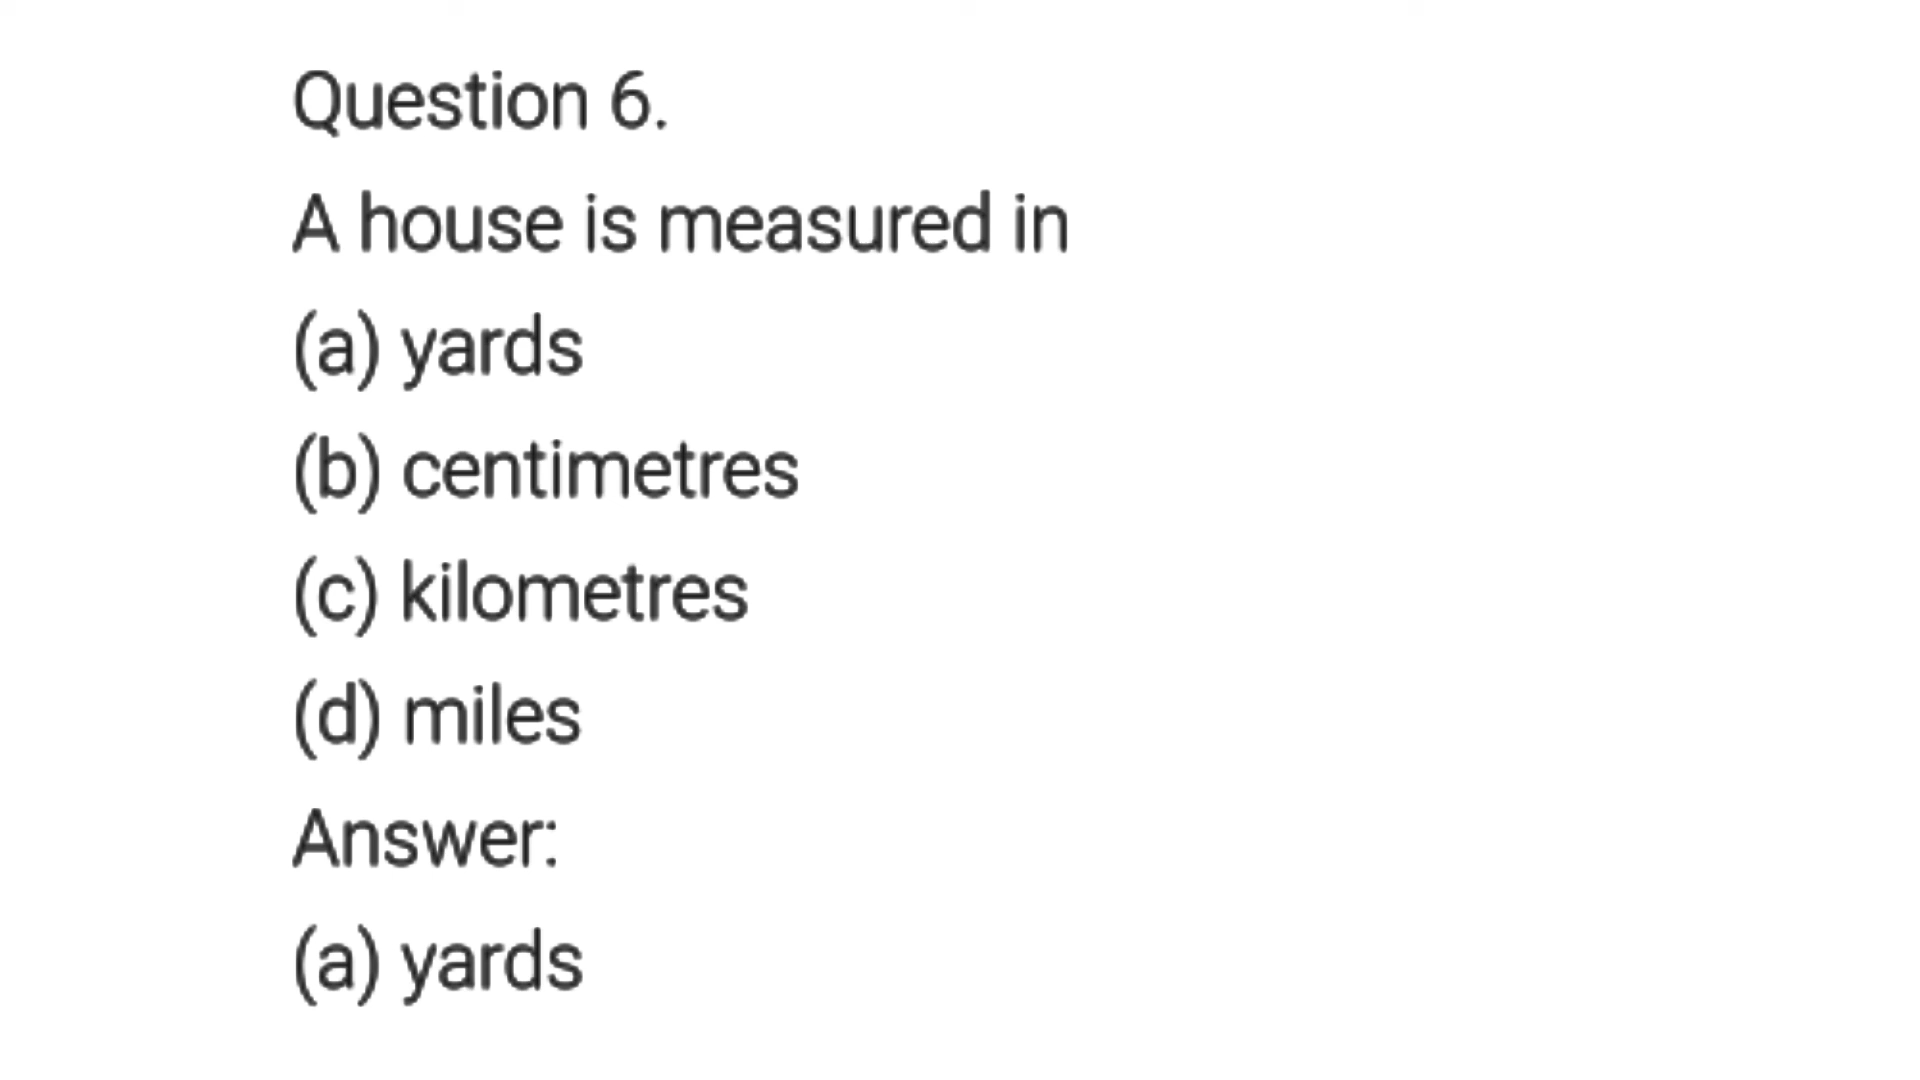 Question 6.
A house is measured in
(a) yards
(b) centimetres
(c) kilometres
(d) miles
Answer:
(a) yards